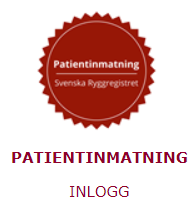 Patientinmatning
Svenska Ryggregistret
PATIENTINMATNING
INLOGG